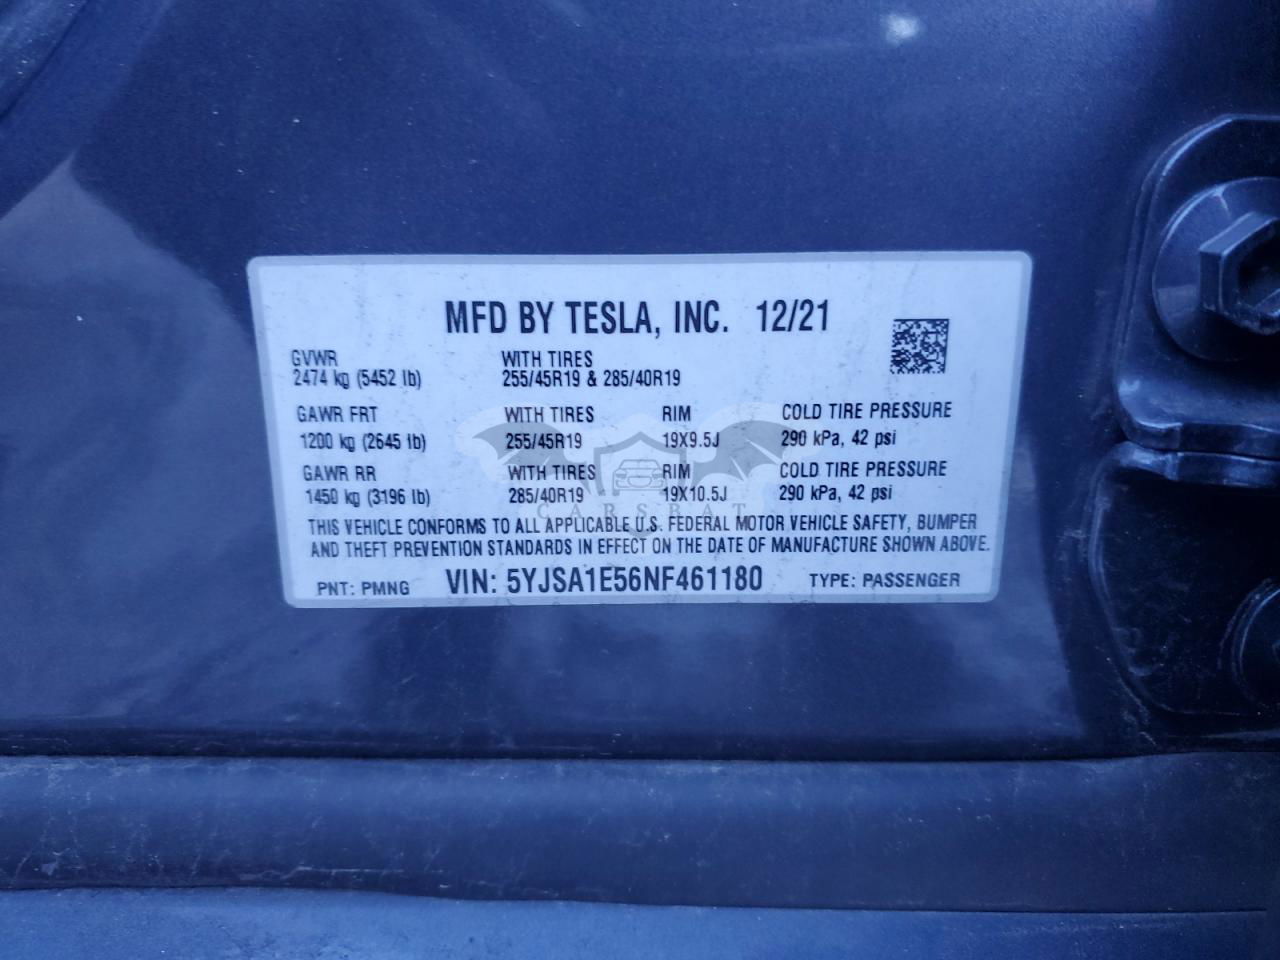 MFD BY TESLA, INC. 12/21
GVWR WITH TIRES
2474 kg (5452 lb) 255/45R19 & 285/40R19
GAWR FRT WITH TIRES RIM COLD TIRE PRESSURE
1200 kg (2645 lb) 255/45R19 19X9.5J 290 kPa, 42 psi
GAWR RR WITH TIRES RIM COLD TIRE PRESSURE
1450 kg (3196 lb) 285/40R19 19X10.5J 290 kPa, 42 psi
CARSBAT
THIS VEHICLE CONFORMS TO ALL APPLICABLE U.S. FEDERAL MOTOR VEHICLE SAFETY, BUMPER
AND THEFT PREVENTION STANDARDS IN EFFECT ON THE DATE OF MANUFACTURE SHOWN ABOVE.
PNT: PMNG VIN: 5YJSA1E56NF461180 TYPE: PASSENGER